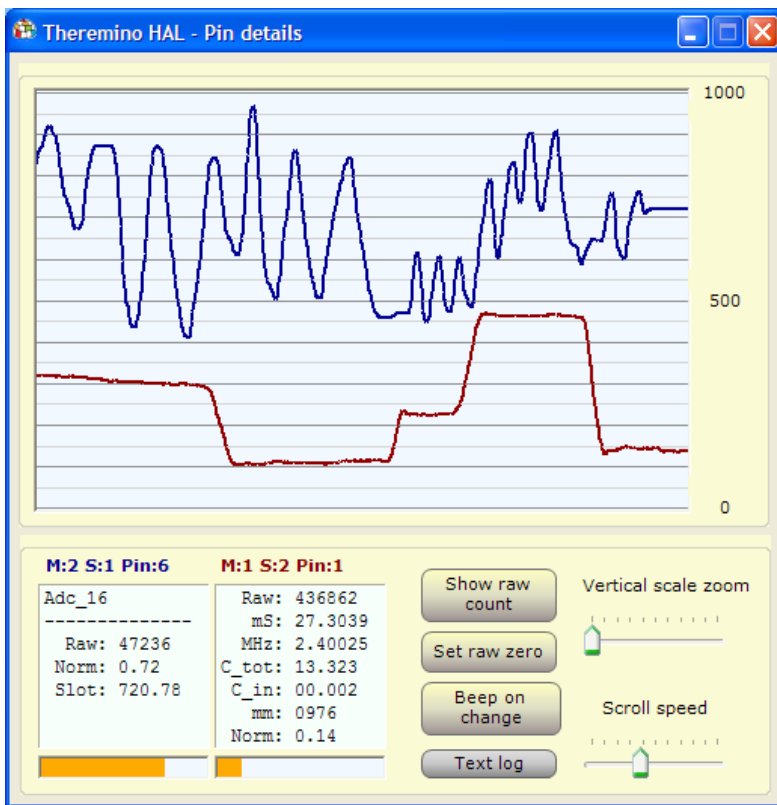 Theremino HAL - Pin details
1000
500
0
M:2 S:1 Pin:6
Adc_16
--------------
Raw: 47236
Norm: 0.72
Slot: 720.78
M:1 S:2 Pin:1
Raw: 436862
mS: 27.3039
MHz: 2.40025
C_tot: 13.323
C_in: 00.002
mm: 0976
Norm: 0.14
Show raw
count
Set raw zero
Beep on
change
Text log
Vertical scale zoom
Scroll speed